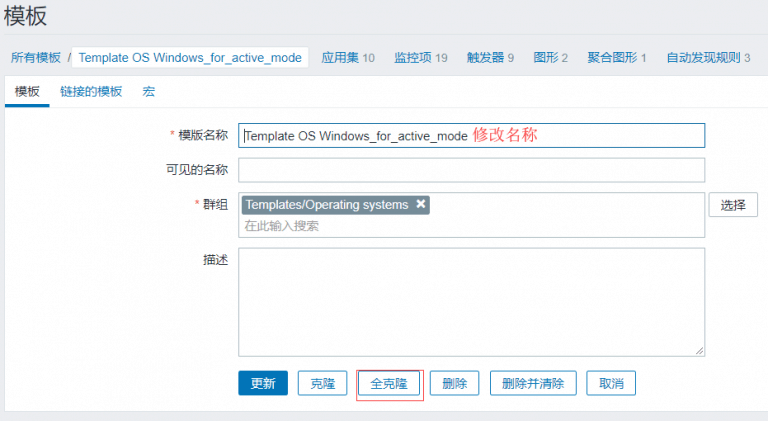 模板
所有模板 / Template OS Windows_for_active_mode 应用集 10 监控项 19 触发器 9 图形 2 聚合图形 1 自动发现规则 3
模板 链接的模板 宏
* 模版名称 Template OS Windows_for_active_mode 修改名称
可见的名称
* 群组 Templates/Operating systems ✖ 选择
在此输入搜索
描述
更新 克隆 全克隆 删除 删除并清除 取消